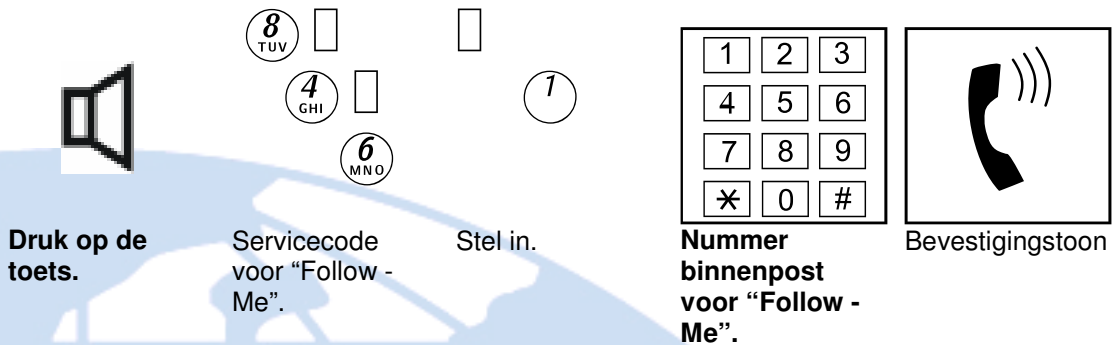 8
TUV
4
GHI
6
MNO
1
1 2 3
4 5 6
7 8 9
* 0 #
Druk op de
toets.
Servicecode
voor “Follow -
Me”.
Stel in.
Nummer
binnenpost
voor “Follow -
Me”.
Bevestigingstoon